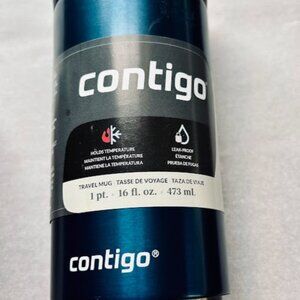 contigo
HOLDS TEMPERATURE
MAINTIENT LA TEMPÉRATURE
MANTIENE LA TEMPERATURA
LEAK-PROOF
ÉTANCHE
PRUEBA DE FUGAS
TRAVEL MUG · TASSE DE VOYAGE · TAZA DE VIAJE
1 pt. · 16 fl. oz. · 473 ml.
contigo®